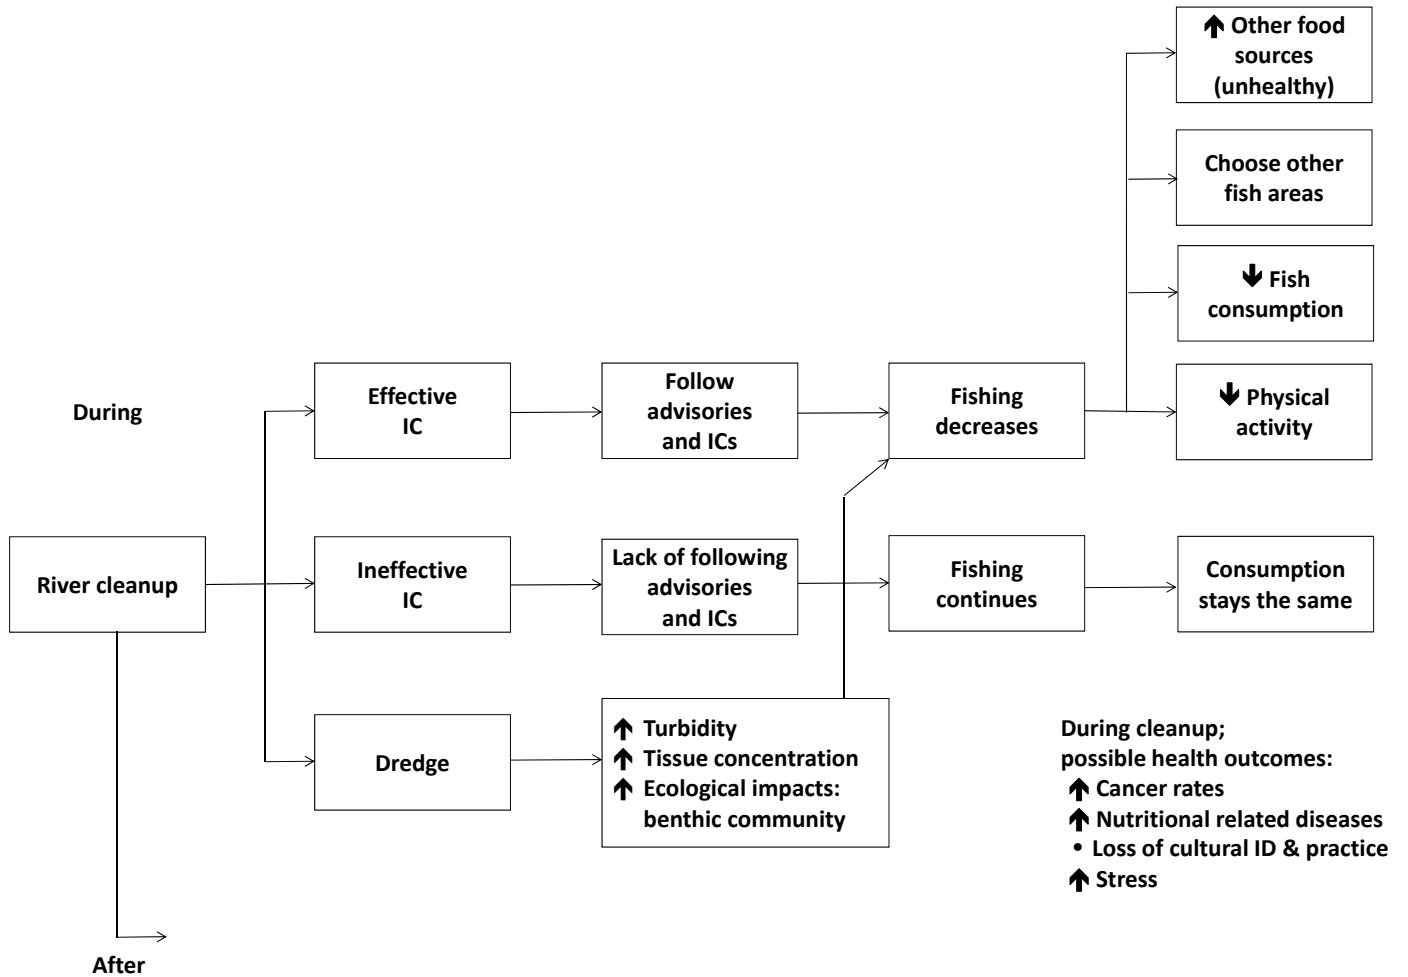 🡹 Other food
sources
(unhealthy)
Choose other
fish areas
🡻 Fish
consumption
During
Effective
IC
Follow
advisories
and ICs
Fishing
decreases
🡻 Physical
activity
River cleanup
Ineffective
IC
Lack of following
advisories
and ICs
Fishing
continues
Consumption
stays the same
Dredge
🡹 Turbidity
🡹 Tissue concentration
🡹 Ecological impacts:
benthic community
During cleanup;
possible health outcomes:
🡹 Cancer rates
🡹 Nutritional related diseases
• Loss of cultural ID & practice
🡹 Stress
After